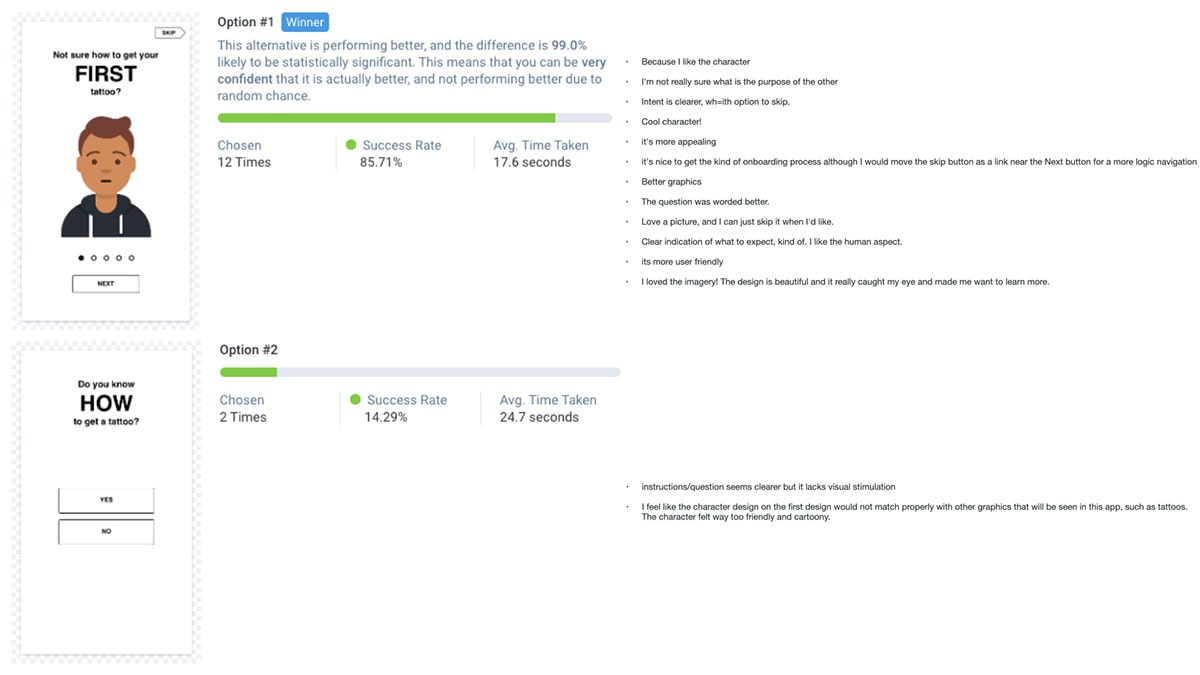 SKIP
Not sure how to get your
FIRST
tattoo?
NEXT
Option #1 Winner
This alternative is performing better, and the difference is 99.0%
likely to be statistically significant. This means that you can be very
confident that it is actually better, and not performing better due to
random chance.
Chosen Success Rate Avg. Time Taken
12 Times 85.71% 17.6 seconds
· Because I like the character
· I'm not really sure what is the purpose of the other
· Intent is clearer, wh=ith option to skip.
· Cool character!
· it's more appealing
· it's nice to get the kind of onboarding process although I would move the skip button as a link near the Next button for a more logic navigation
· Better graphics
· The question was worded better.
· Love a picture, and I can just skip it when I'd like.
· Clear indication of what to expect, kind of. I like the human aspect.
· its more user friendly
· I loved the imagery! The design is beautiful and it really caught my eye and made me want to learn more.
Do you know
HOW
to get a tattoo?
YES
NO
Option #2
Chosen Success Rate Avg. Time Taken
2 Times 14.29% 24.7 seconds
· instructions/question seems clearer but it lacks visual stimulation
· I feel like the character design on the first design would not match properly with other graphics that will be seen in this app, such as tattoos.
The character felt way too friendly and cartoony.